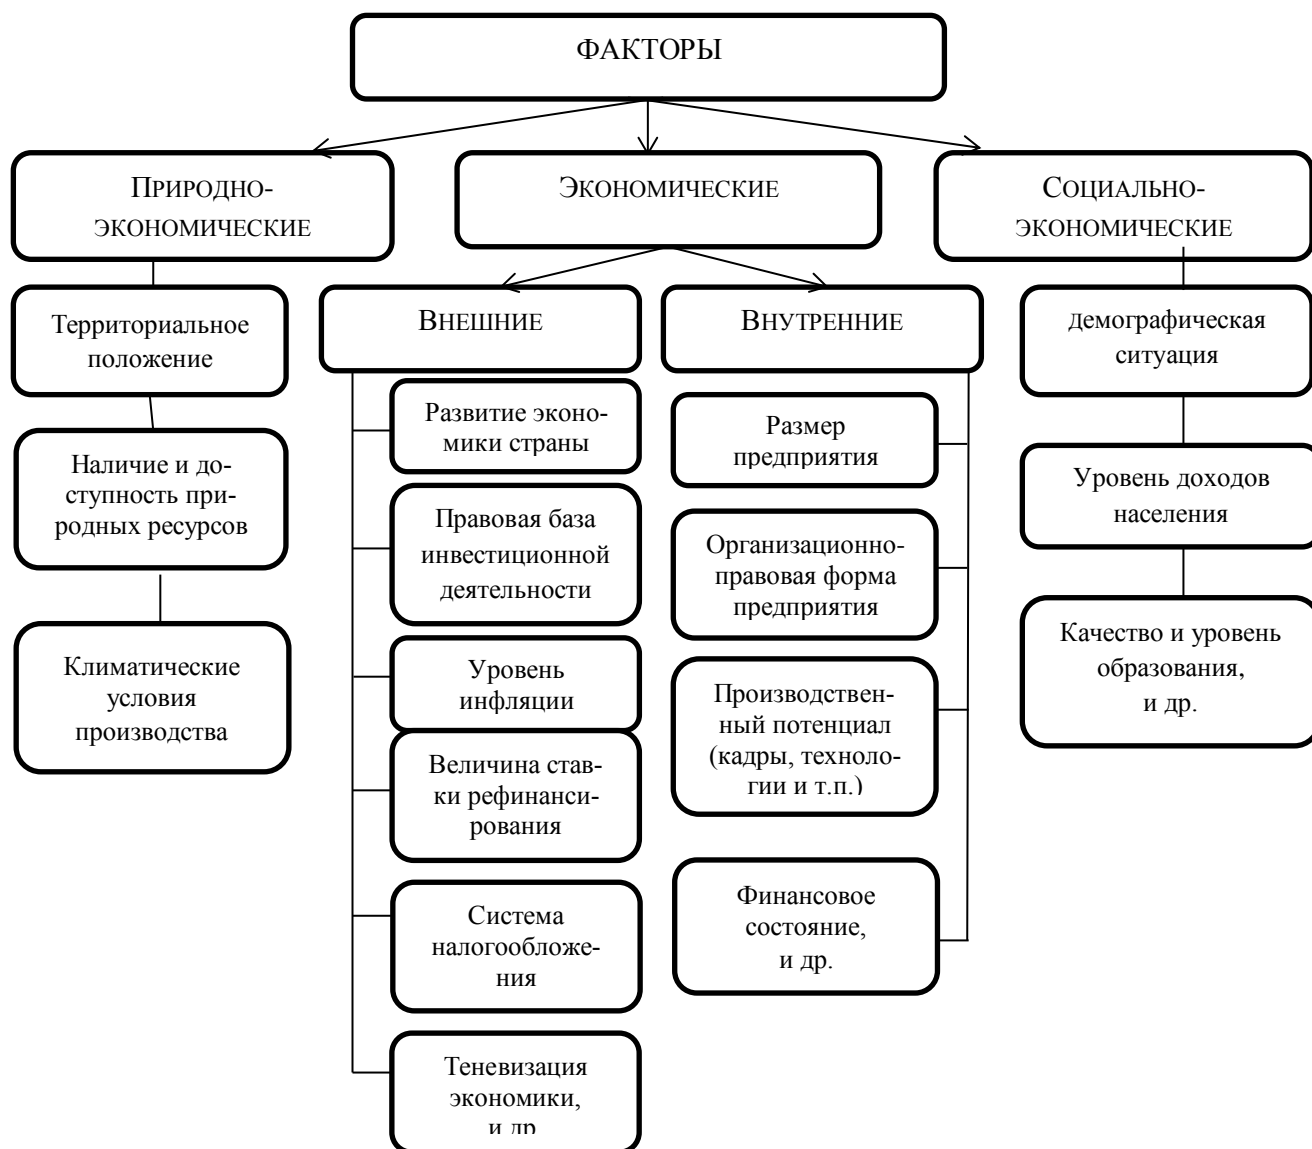 ФАКТОРЫ
ПРИРОДНО-
ЭКОНОМИЧЕСКИЕ
ЭКОНОМИЧЕСКИЕ
СОЦИАЛЬНО-
ЭКОНОМИЧЕСКИЕ
Территориальное
положение
Наличие и до-
ступность при-
родных ресурсов
Климатические
условия
производства
ВНЕШНИЕ
Развитие эконо-
мики страны
Правовая база
инвестиционной
деятельности
Уровень
инфляции
Величина став-
ки рефинанси-
рования
Система
налогообложе-
ния
Теневизация
экономики,
и др
ВНУТРЕННИЕ
Размер
предприятия
Организационно-
правовая форма
предприятия
Производствен-
ный потенциал
(кадры, техноло-
гии и т.п.)
Финансовое
состояние,
и др.
Демографическая
ситуация
Уровень доходов
населения
Качество и уровень
образования,
и др.